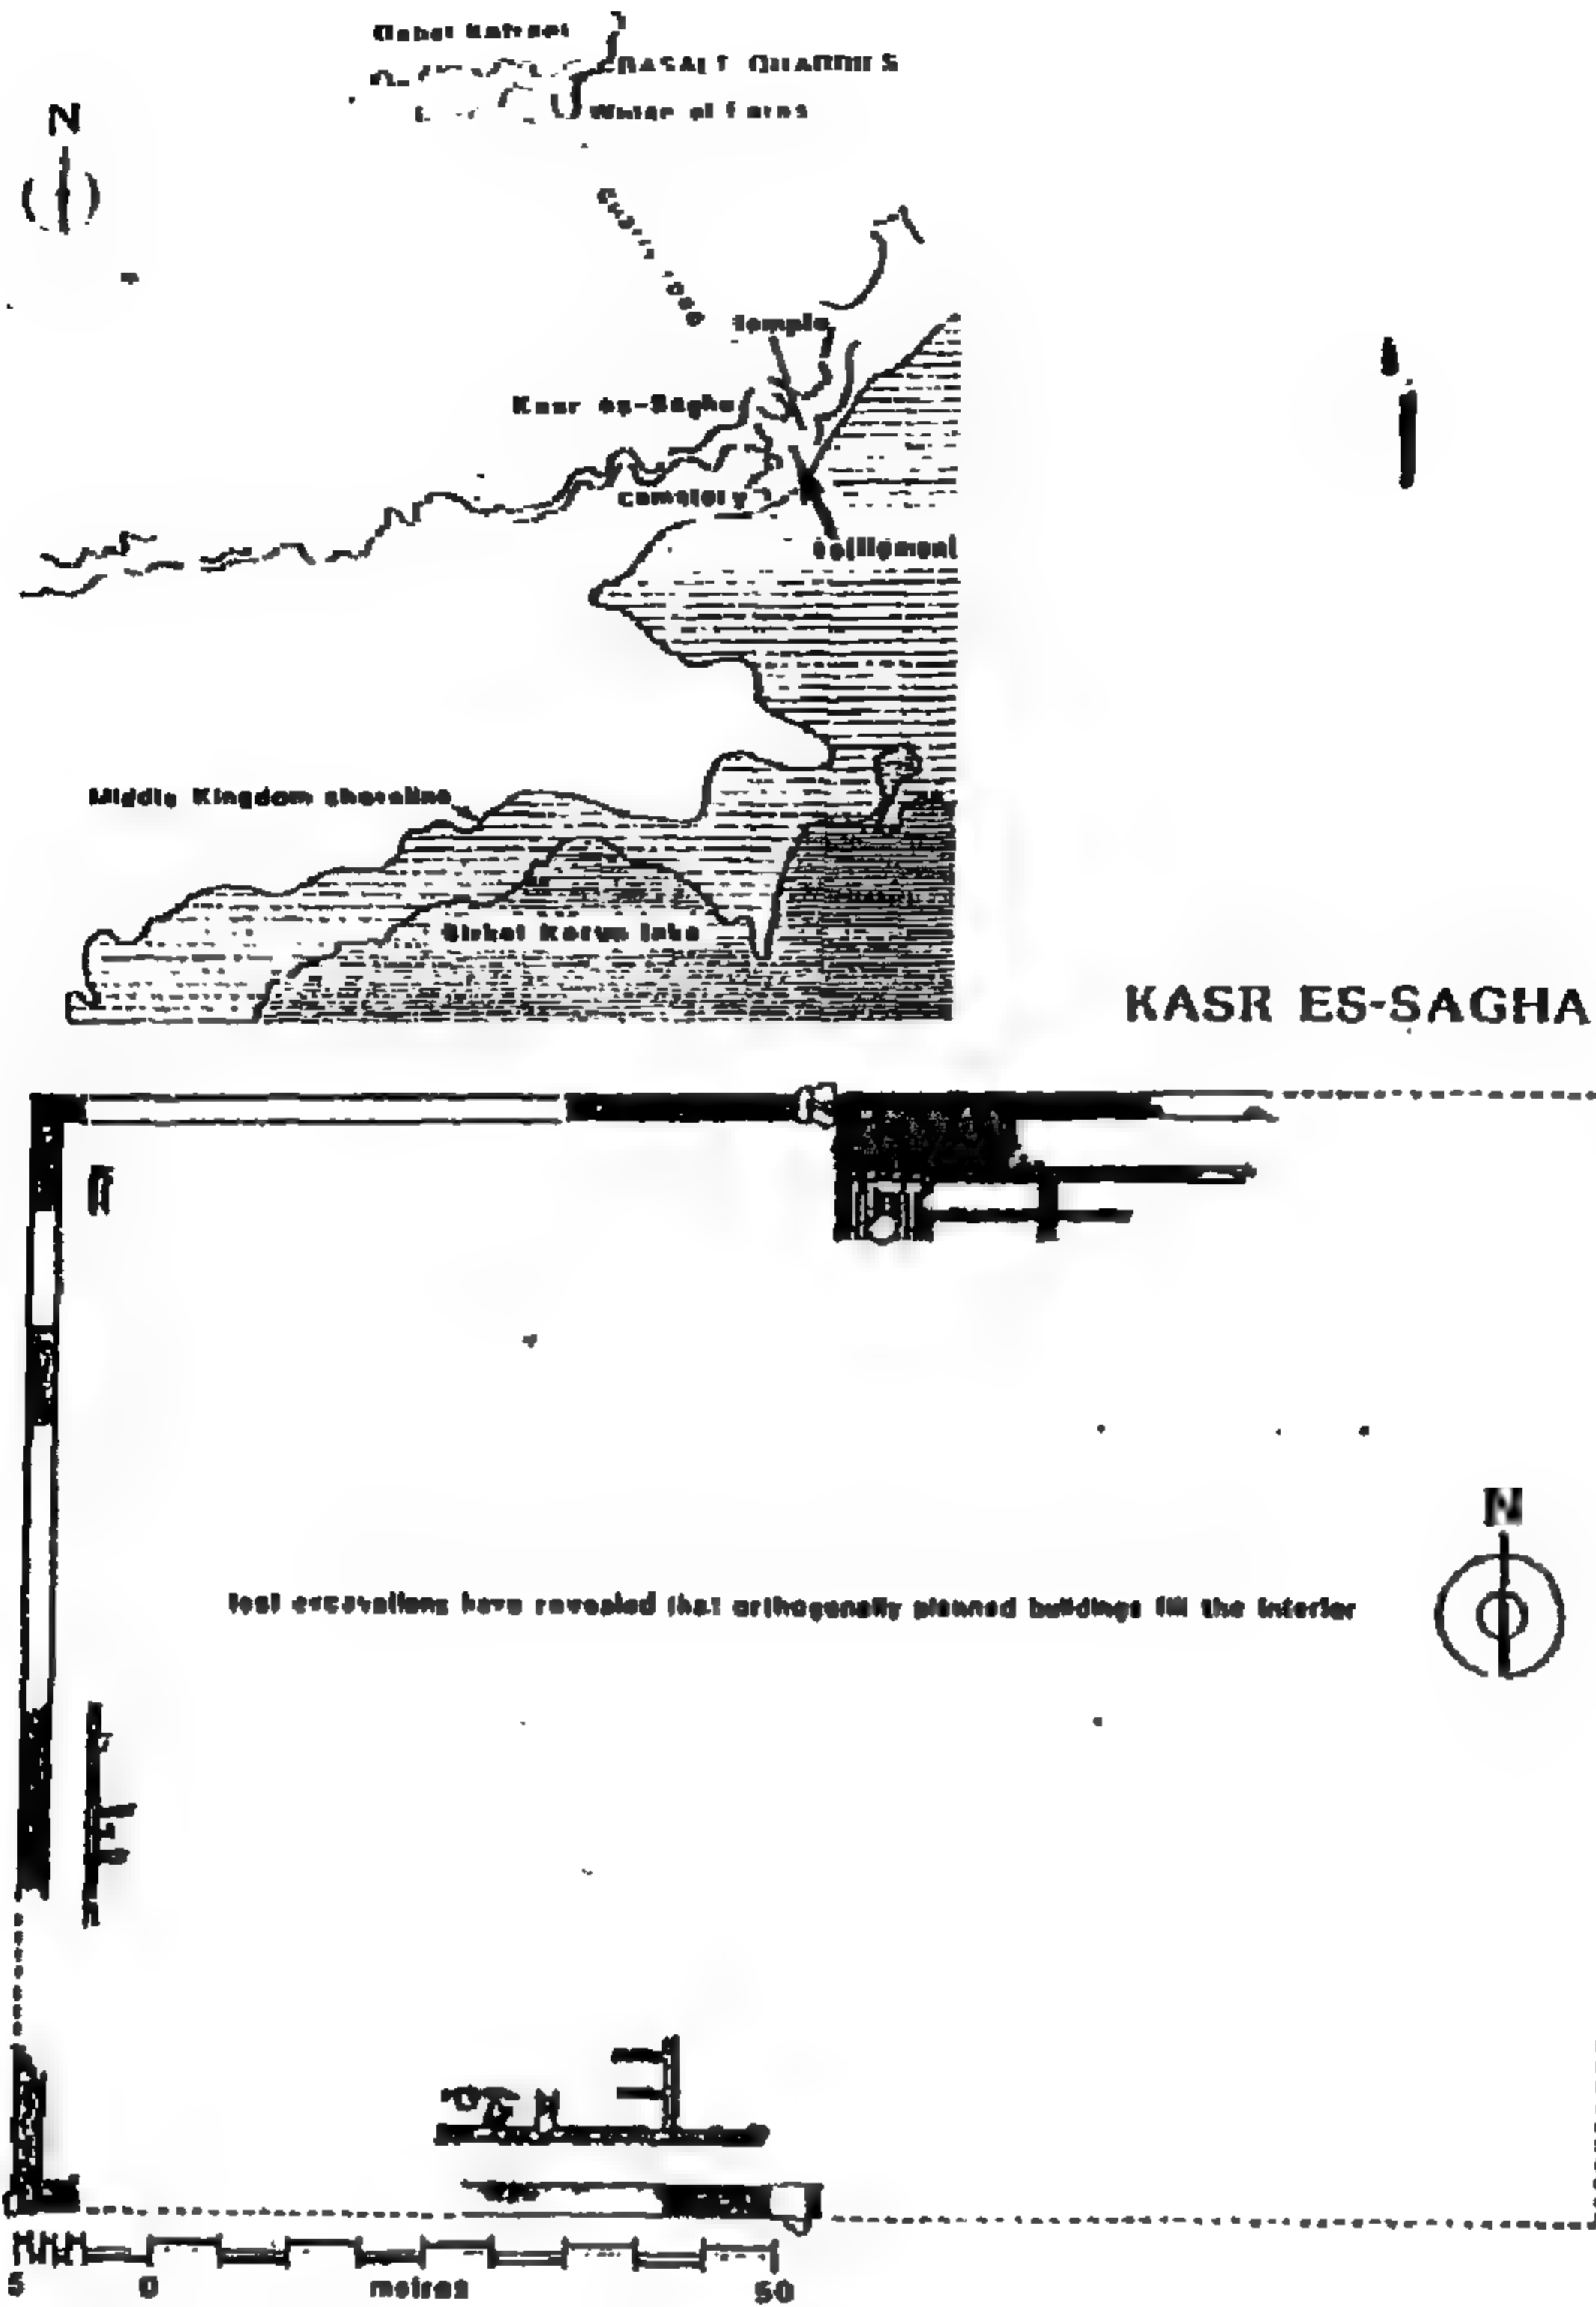 Gebel Katrani
BASALT QUARRIES
Widan el Faras
N
temple
Kasr es-Sagha
cemetery
settlement
Middle Kingdom shoreline
Birket Karun lake
KASR ES-SAGHA
N
test excavations have revealed that orthogonally planned buildings fill the interior
5 0 metres 50